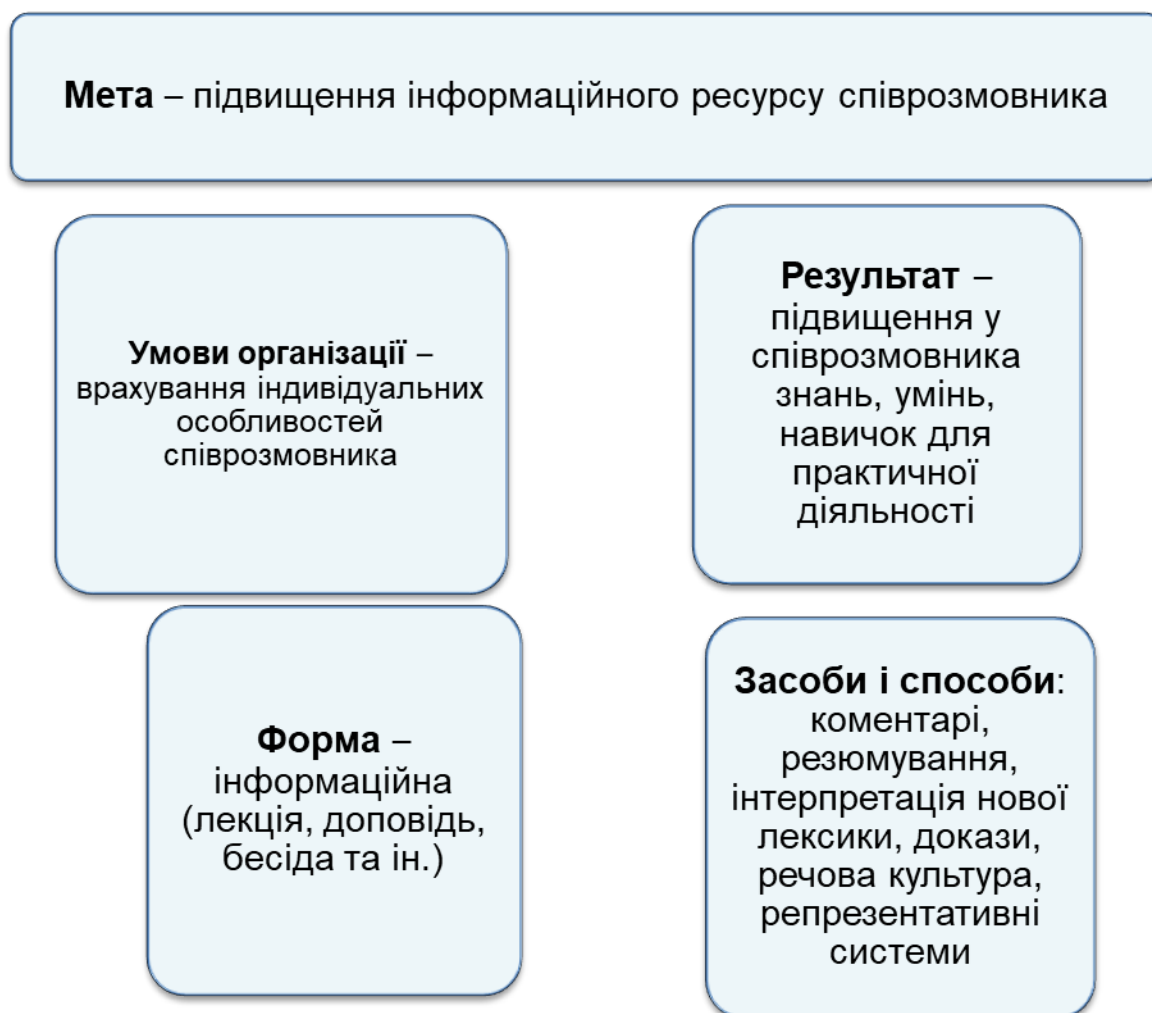 Мета – підвищення інформаційного ресурсу співрозмовника
Умови організації –
врахування індивідуальних
особливостей
співрозмовника
Результат –
підвищення у
співрозмовника
знань, умінь,
навичок для
практичної
діяльності
Форма –
інформаційна
(лекція, доповідь,
бесіда та ін.)
Засоби і способи:
коментарі,
резюмування,
інтерпретація нової
лексики, докази,
речова культура,
репрезентативні
системи